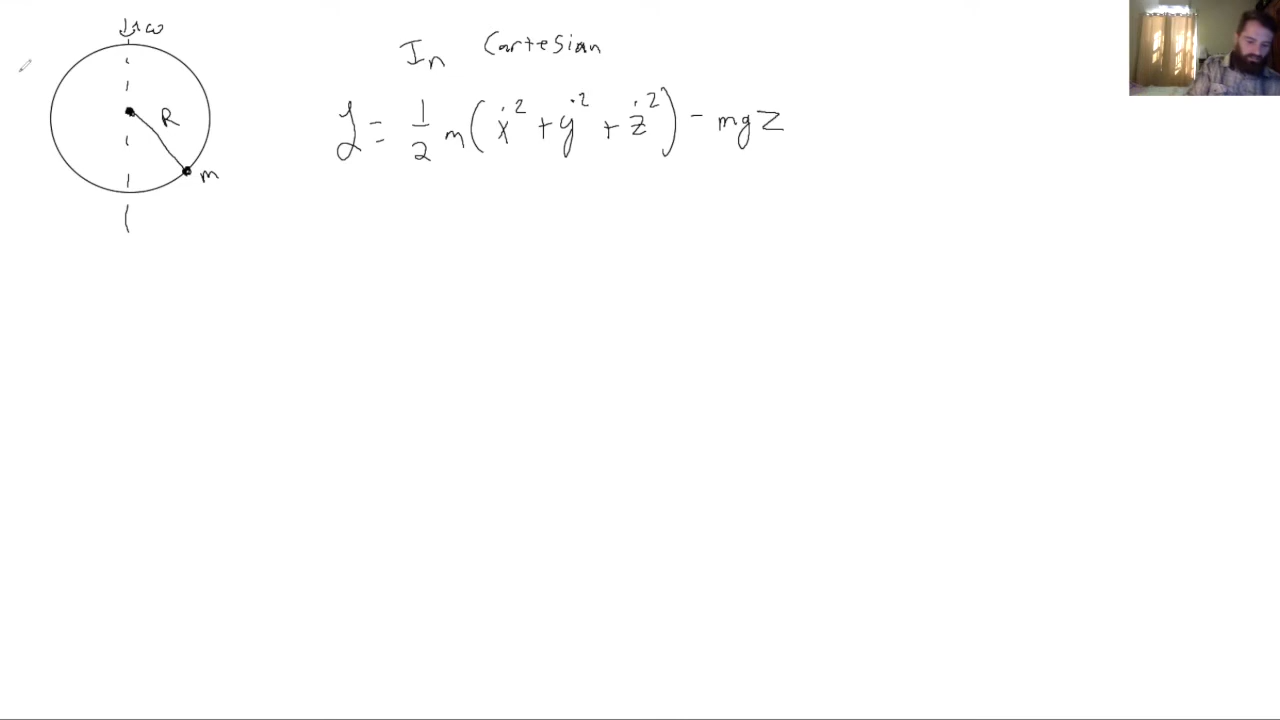 ω
R
m
In Cartesian
ℒ = 1/2 m(ẋ² + ẏ² + ż²) - mgz